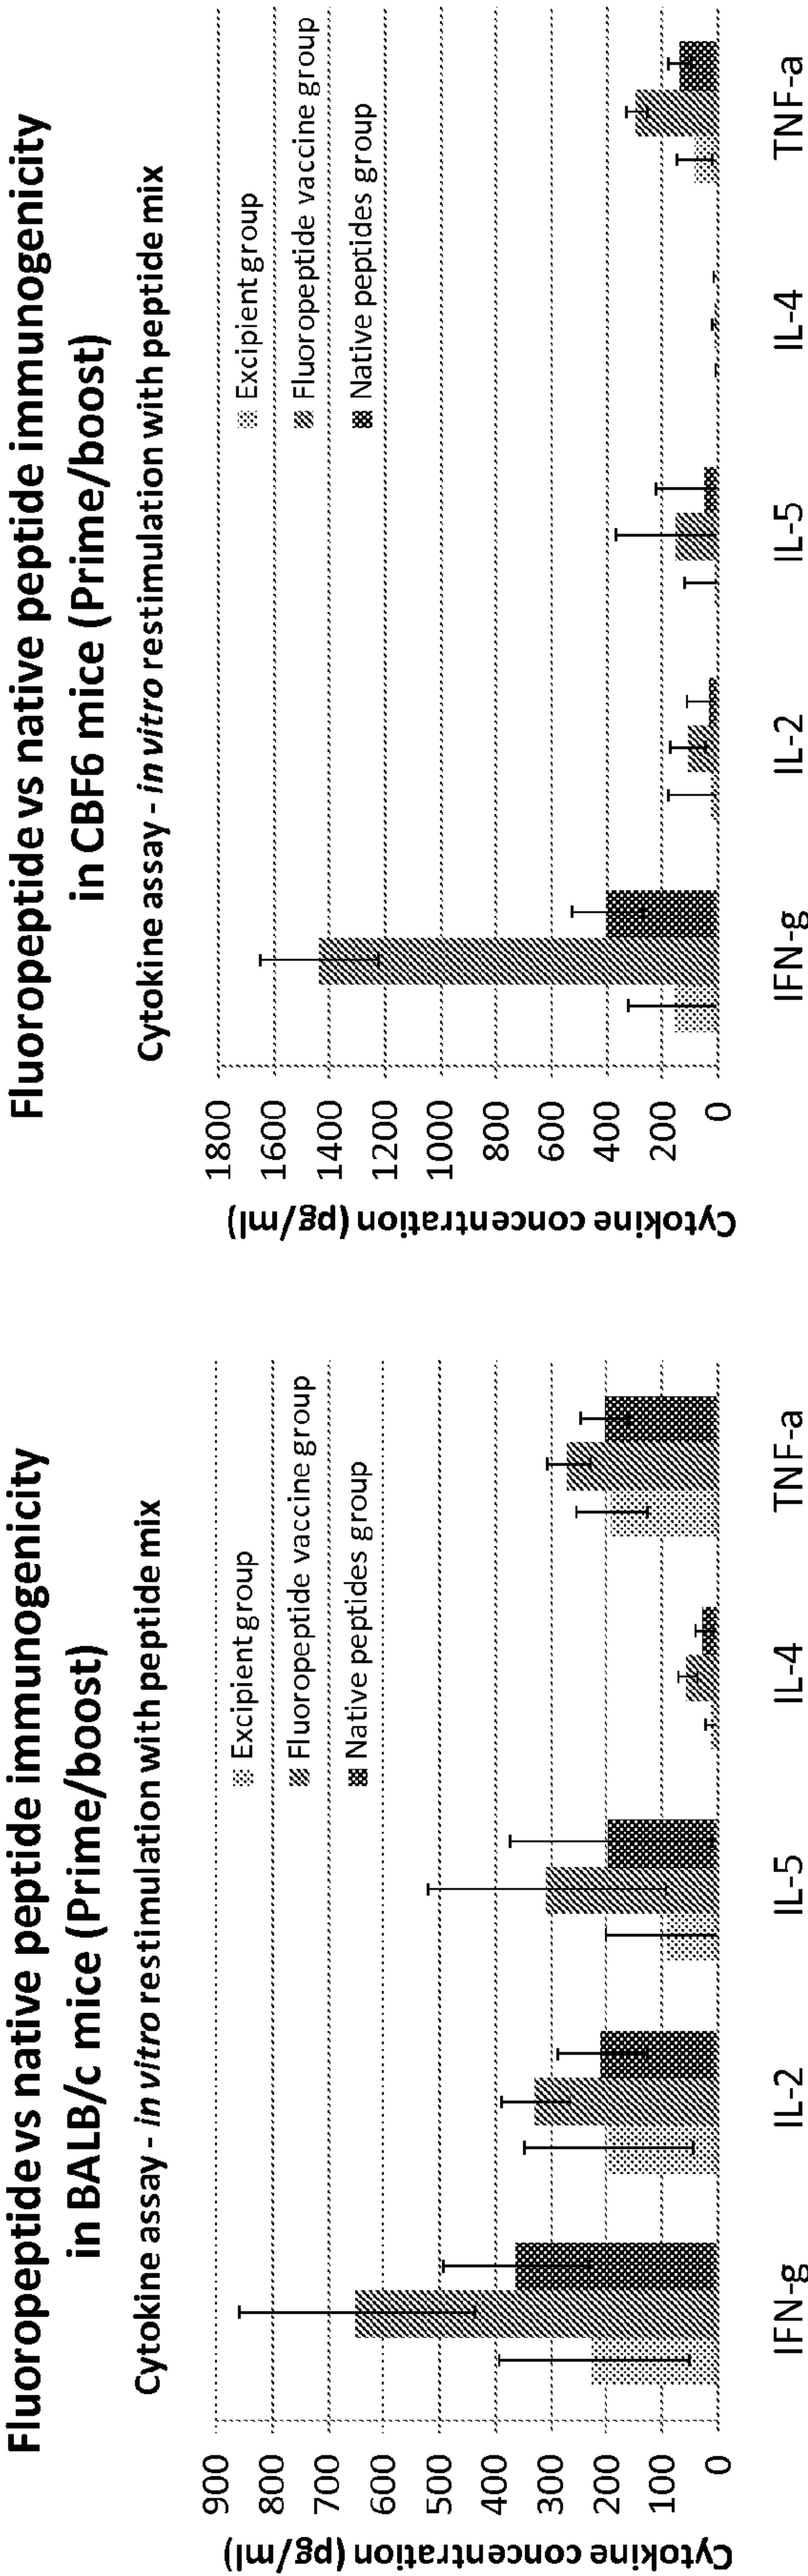 Fluoropeptide vs native peptide immunogenicity
in BALB/c mice (Prime/boost)
Cytokine assay - in vitro restimulation with peptide mix
Cytokine concentration (pg/ml)
900
800
700
600
500
400
300
200
100
0
Excipient group
Fluoropeptide vaccine group
Native peptides group
IFN-g
IL-2
IL-5
IL-4
TNF-a
Fluoropeptide vs native peptide immunogenicity
in CBF6 mice (Prime/boost)
Cytokine assay - in vitro restimulation with peptide mix
Cytokine concentration (pg/ml)
1800
1600
1400
1200
1000
800
600
400
200
0
Excipient group
Fluoropeptide vaccine group
Native peptides group
IFN-g
IL-2
IL-5
IL-4
TNF-a